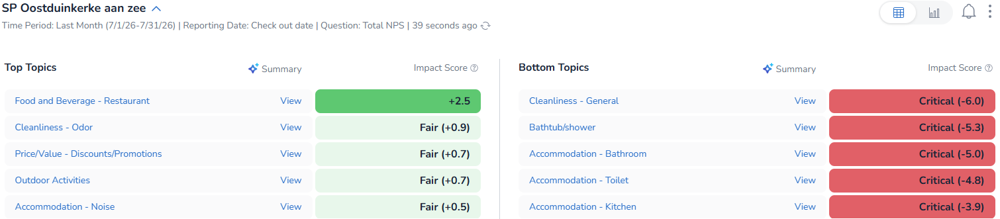 SP Oostduinkerke aan zee
Time Period: Last Month (7/1/26-7/31/26) | Reporting Date: Check out date | Question: Total NPS | 39 seconds ago
Top Topics Summary Impact Score
Food and Beverage - Restaurant View +2.5
Cleanliness - Odor View Fair (+0.9)
Price/Value - Discounts/Promotions View Fair (+0.7)
Outdoor Activities View Fair (+0.7)
Accommodation - Noise View Fair (+0.5)
Bottom Topics Summary Impact Score
Cleanliness - General View Critical (-6.0)
Bathtub/shower View Critical (-5.3)
Accommodation - Bathroom View Critical (-5.0)
Accommodation - Toilet View Critical (-4.8)
Accommodation - Kitchen View Critical (-3.9)